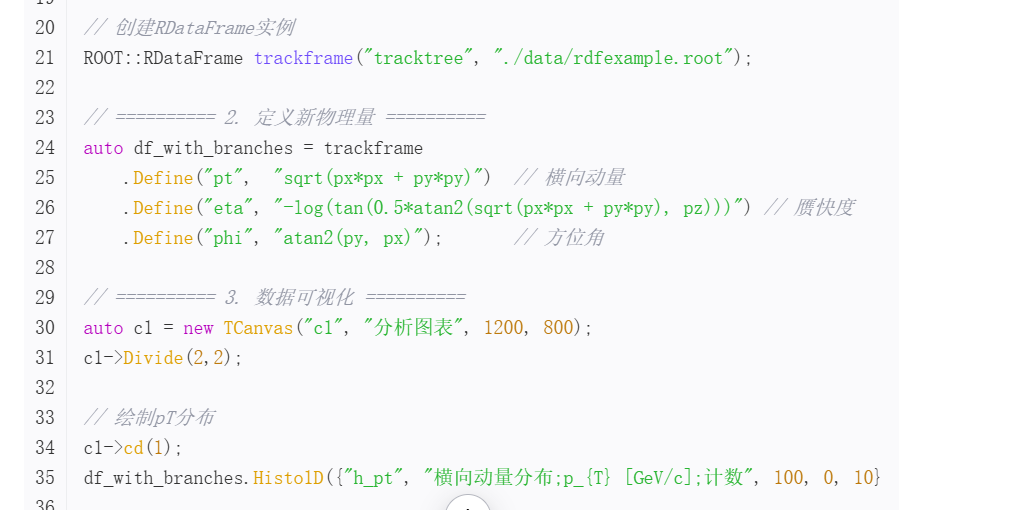 20 // 创建RDataFrame实例
21 ROOT::RDataFrame trackframe("tracktree", "./data/rdfexample.root");
22
23 // ========== 2. 定义新物理量 ==========
24 auto df_with_branches = trackframe
25 .Define("pt", "sqrt(px*px + py*py)") // 横向动量
26 .Define("eta", "-log(tan(0.5*atan2(sqrt(px*px + py*py), pz)))") // 赝快度
27 .Define("phi", "atan2(py, px)"); // 方位角
28
29 // ========== 3. 数据可视化 ==========
30 auto c1 = new TCanvas("c1", "分析图表", 1200, 800);
31 c1->Divide(2,2);
32
33 // 绘制pT分布
34 c1->cd(1);
35 df_with_branches.Histo1D({"h_pt", "横向动量分布;p_{T} [GeV/c];计数", 100, 0, 10}